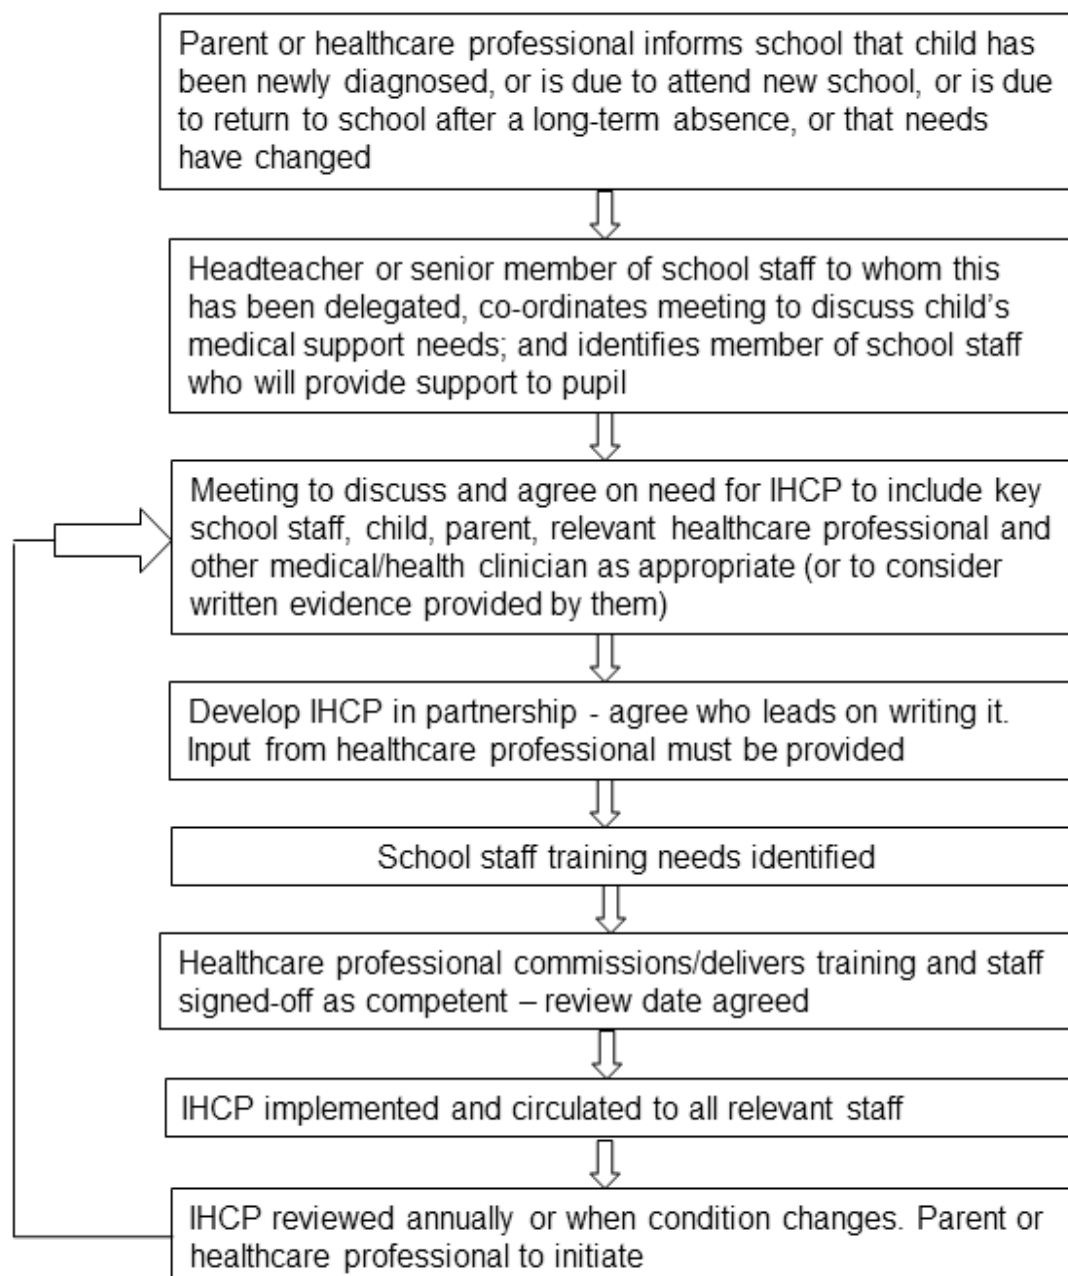 Parent or healthcare professional informs school that child has
been newly diagnosed, or is due to attend new school, or is due
to return to school after a long-term absence, or that needs
have changed
Headteacher or senior member of school staff to whom this
has been delegated, co-ordinates meeting to discuss child's
medical support needs; and identifies member of school staff
who will provide support to pupil
Meeting to discuss and agree on need for IHCP to include key
school staff, child, parent, relevant healthcare professional and
other medical/health clinician as appropriate (or to consider
written evidence provided by them)
Develop IHCP in partnership - agree who leads on writing it.
Input from healthcare professional must be provided
School staff training needs identified
Healthcare professional commissions/delivers training and staff
signed-off as competent – review date agreed
IHCP implemented and circulated to all relevant staff
IHCP reviewed annually or when condition changes. Parent or
healthcare professional to initiate